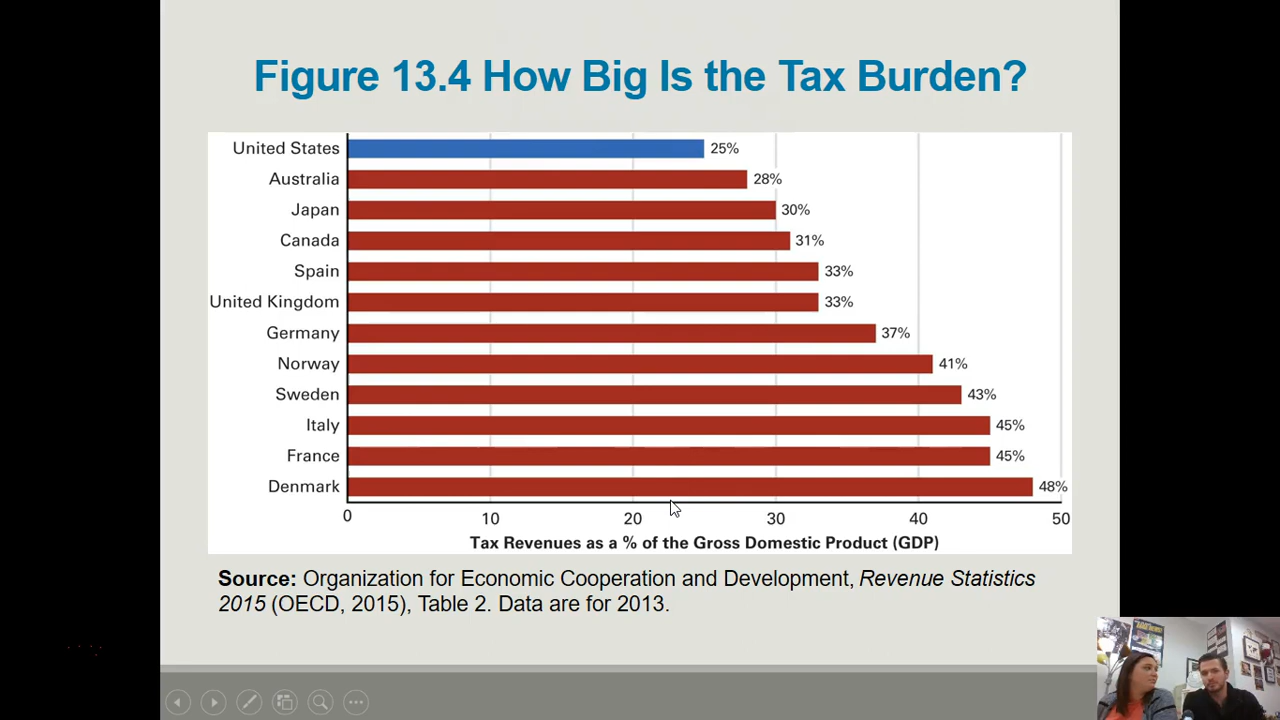 Figure 13.4 How Big Is the Tax Burden?
United States 25%
Australia 28%
Japan 30%
Canada 31%
Spain 33%
United Kingdom 33%
Germany 37%
Norway 41%
Sweden 43%
Italy 45%
France 45%
Denmark 48%
0 10 20 30 40 50
Tax Revenues as a % of the Gross Domestic Product (GDP)
Source: Organization for Economic Cooperation and Development, Revenue Statistics
2015 (OECD, 2015), Table 2. Data are for 2013.